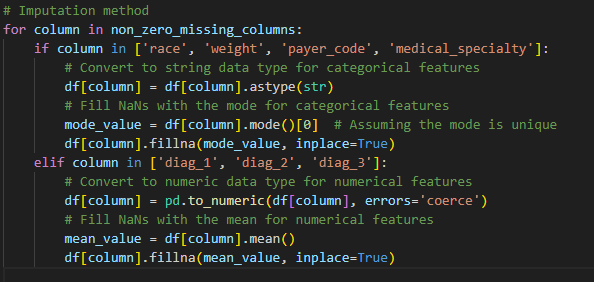 # Imputation method
for column in non_zero_missing_columns:
    if column in ['race', 'weight', 'payer_code', 'medical_specialty']:
        # Convert to string data type for categorical features
        df[column] = df[column].astype(str)
        # Fill NaNs with the mode for categorical features
        mode_value = df[column].mode()[0]  # Assuming the mode is unique
        df[column].fillna(mode_value, inplace=True)
    elif column in ['diag_1', 'diag_2', 'diag_3']:
        # Convert to numeric data type for numerical features
        df[column] = pd.to_numeric(df[column], errors='coerce')
        # Fill NaNs with the mean for numerical features
        mean_value = df[column].mean()
        df[column].fillna(mean_value, inplace=True)